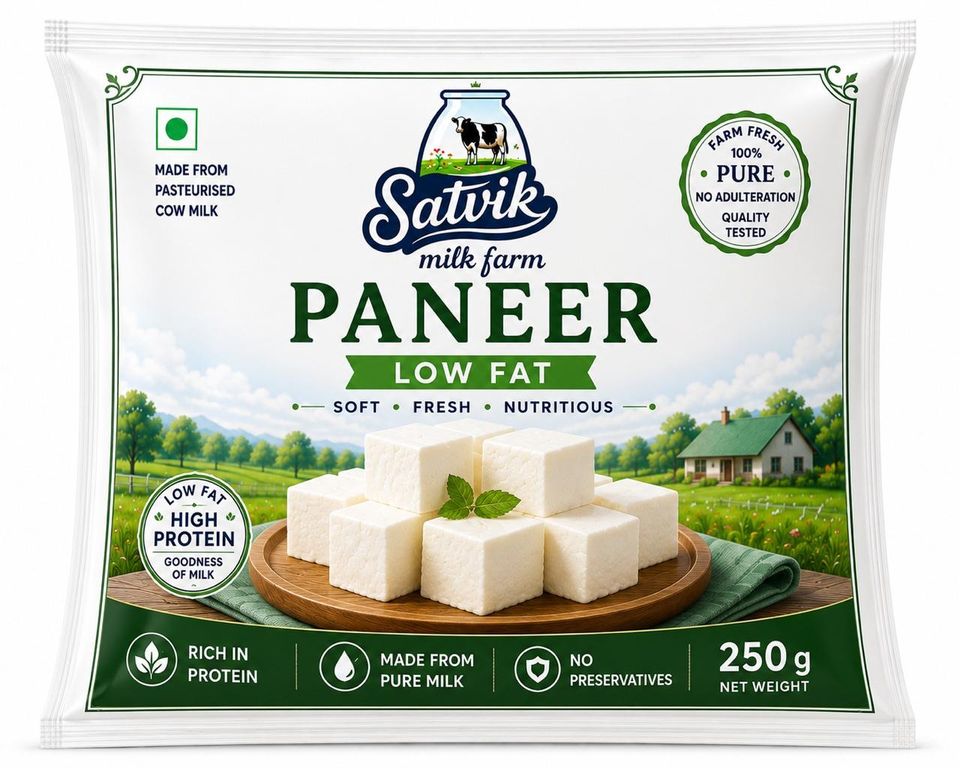 MADE FROM
PASTEURISED
COW MILK
Satvik
milk farm
FARM FRESH
100%
PURE
NO ADULTERATION
QUALITY
TESTED
PANEER
LOW FAT
SOFT • FRESH • NUTRITIOUS
LOW FAT
HIGH
PROTEIN
GOODNESS
OF MILK
RICH IN
PROTEIN
MADE FROM
PURE MILK
NO
PRESERVATIVES
250 g
NET WEIGHT